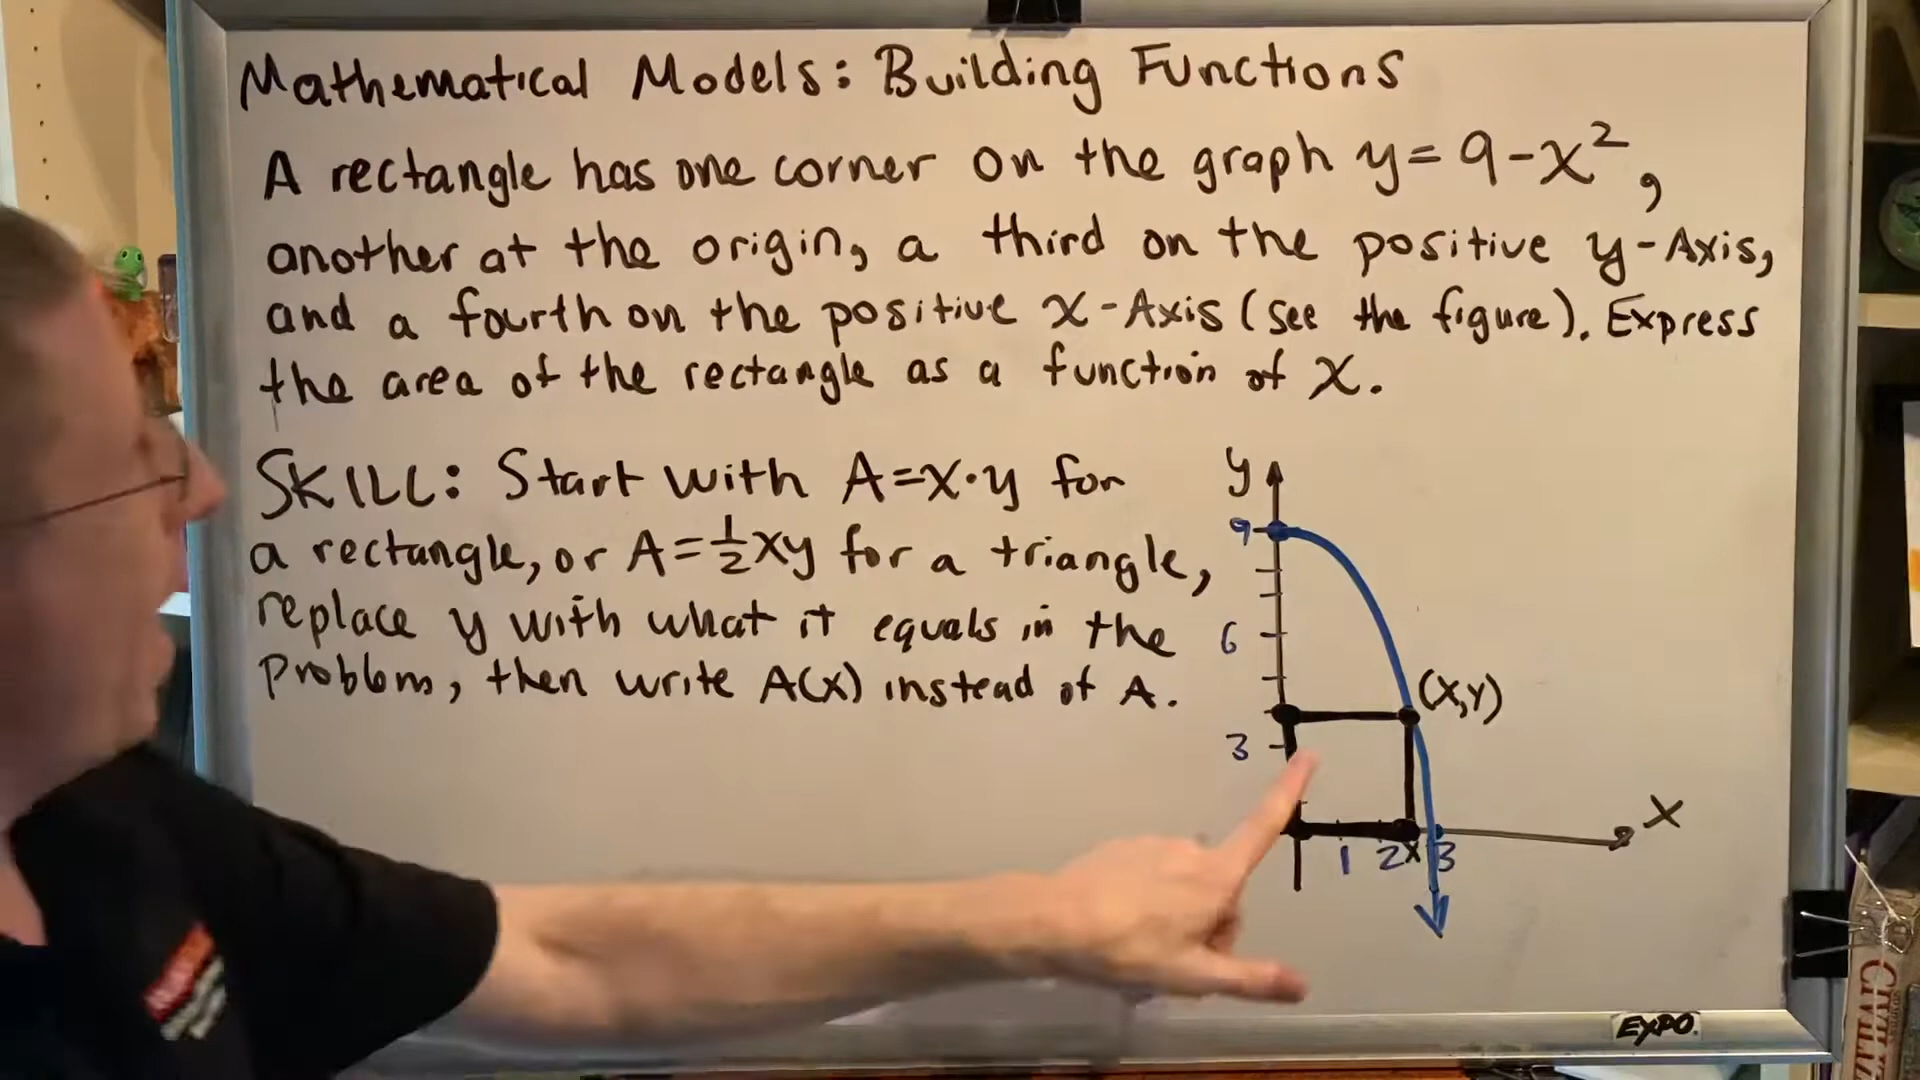 Mathematical Models: Building Functions
A rectangle has one corner on the graph y = 9-x²,
another at the origin, a third on the positive y-Axis,
and a fourth on the positive x-Axis (see the figure). Express
the area of the rectangle as a function of x.
SKILL: Start with A=x·y for
a rectangle, or A=½xy for a triangle,
replace y with what it equals in the
problem, then write A(x) instead of A.
y
9
6
(x,y)
3
x
1 2 x 3
EXPO